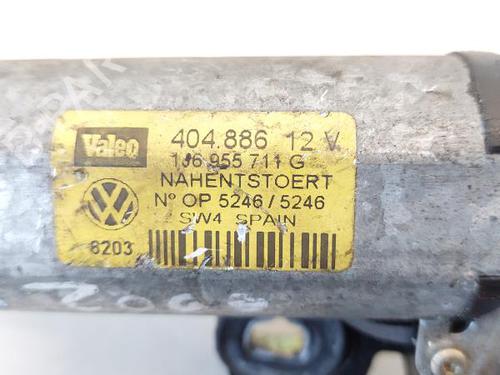 Valeo 404.886 12 V
1J6 955 711 G
NAHENTSTOERT
Nº OP 5246 / 5246
SW4 SPAIN
6203